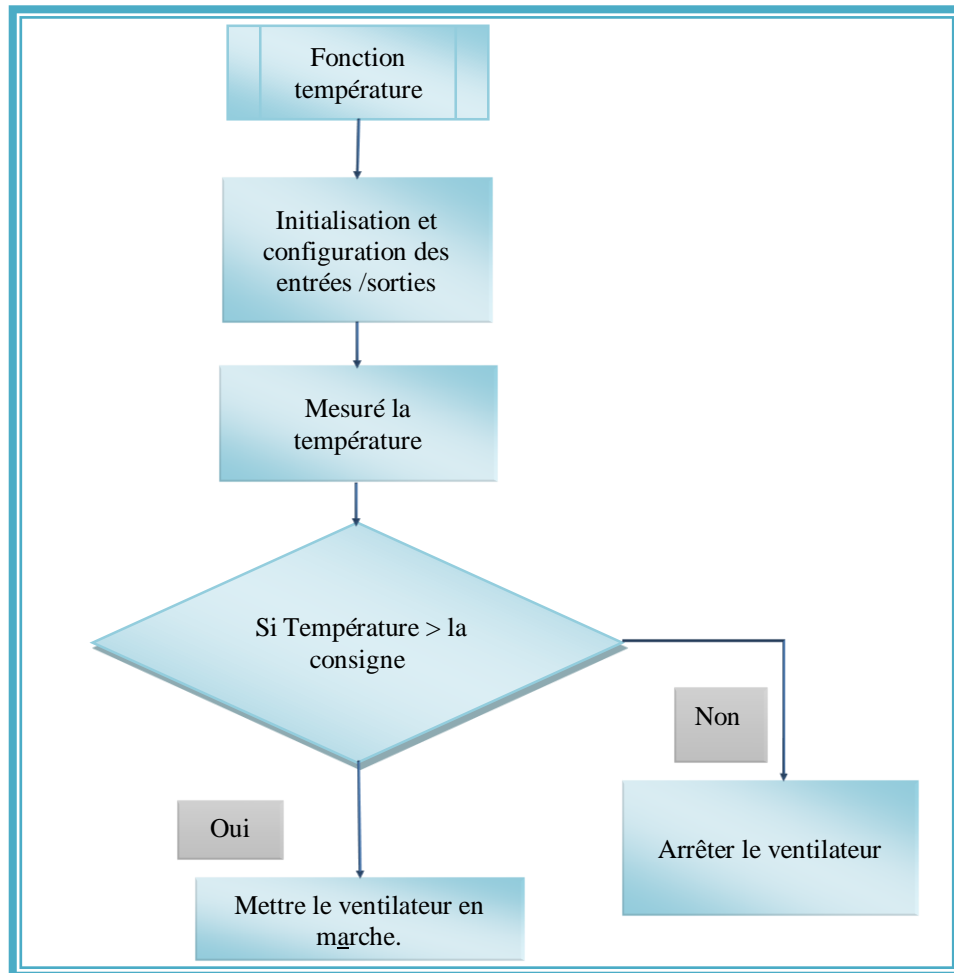 Fonction
température
Initialisation et
configuration des
entrées /sorties
Mesuré la
température
Si Température > la
consigne
Non
Oui
Arrêter le ventilateur
Mettre le ventilateur en
marche.